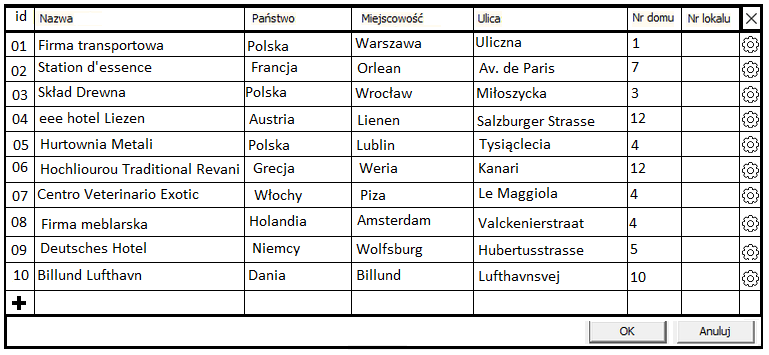 id Nazwa Państwo Miejscowość Ulica Nr domu Nr lokalu
01 Firma transportowa Polska Warszawa Uliczna 1
02 Station d'essence Francja Orlean Av. de Paris 7
03 Skład Drewna Polska Wrocław Miłoszycka 3
04 eee hotel Liezen Austria Lienen Salzburger Strasse 12
05 Hurtownia Metali Polska Lublin Tysiąclecia 4
06 Hochliourou Traditional Revani Grecja Weria Kanari 12
07 Centro Veterinario Exotic Włochy Piza Le Maggiola 4
08 Firma meblarska Holandia Amsterdam Valckenierstraat 4
09 Deutsches Hotel Niemcy Wolfsburg Hubertusstrasse 5
10 Billund Lufthavn Dania Billund Lufthavnsvej 10
OK Anuluj